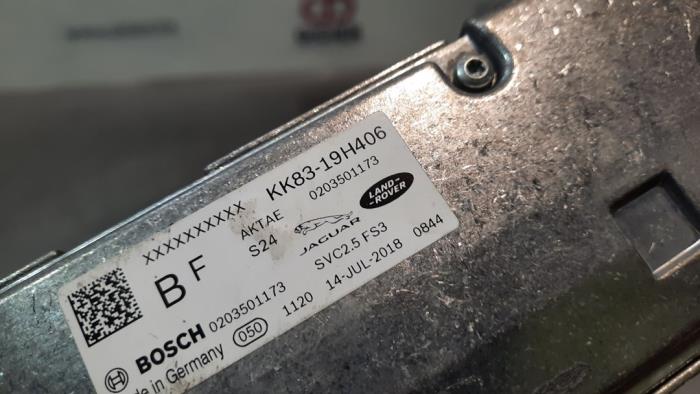 XXXXXXXXXX KK83-19H406
B F AKTAE 0203501173
S24 JAGUAR LAND-ROVER
SVC2.5 FS3
BOSCH 0203501173
050 1120 14-JUL-2018 0844
in Germany